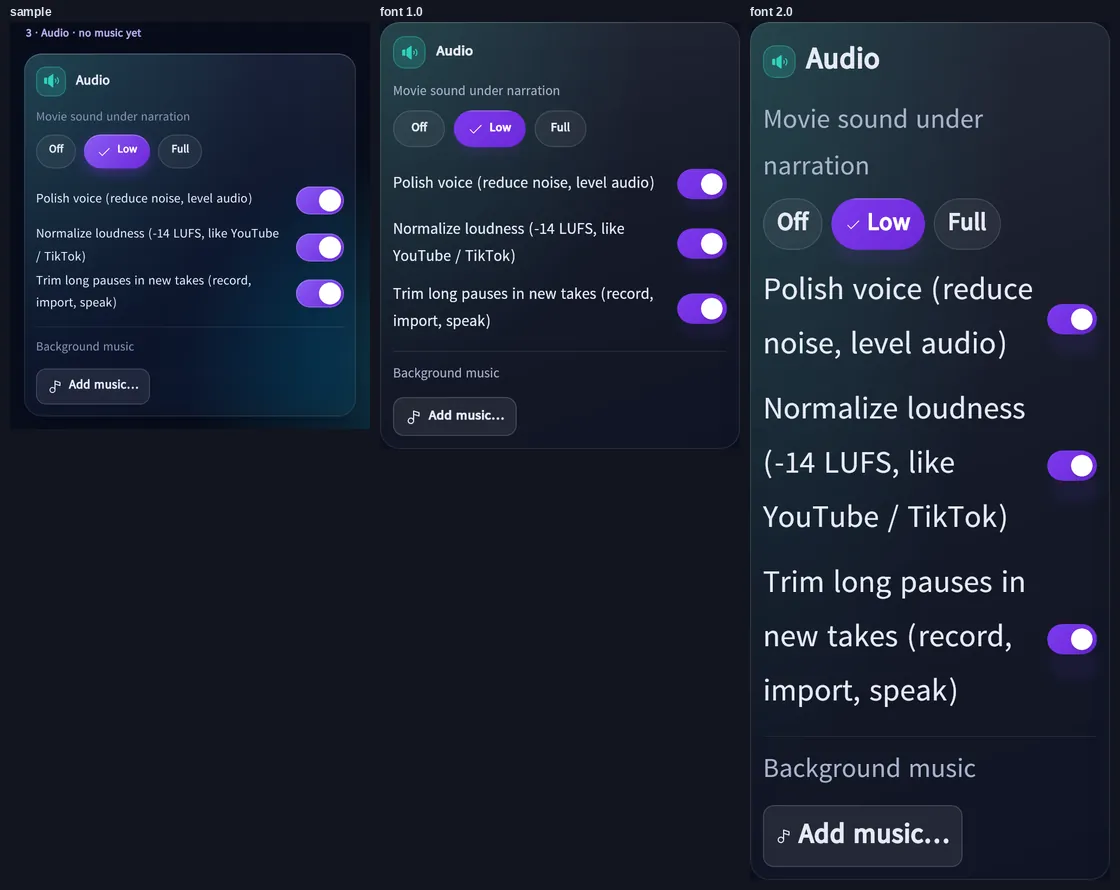 sample
3 · Audio · no music yet
Audio
Movie sound under narration
Off
Low
Full
Polish voice (reduce noise, level audio)
Normalize loudness (-14 LUFS, like YouTube
/ TikTok)
Trim long pauses in new takes (record,
import, speak)
Background music
Add music…
font 1.0
Audio
Movie sound under narration
Off
Low
Full
Polish voice (reduce noise, level audio)
Normalize loudness (-14 LUFS, like
YouTube / TikTok)
Trim long pauses in new takes (record,
import, speak)
Background music
Add music…
font 2.0
Audio
Movie sound under
narration
Off
Low
Full
Polish voice (reduce
noise, level audio)
Normalize loudness
(-14 LUFS, like
YouTube / TikTok)
Trim long pauses in
new takes (record,
import, speak)
Background music
Add music…